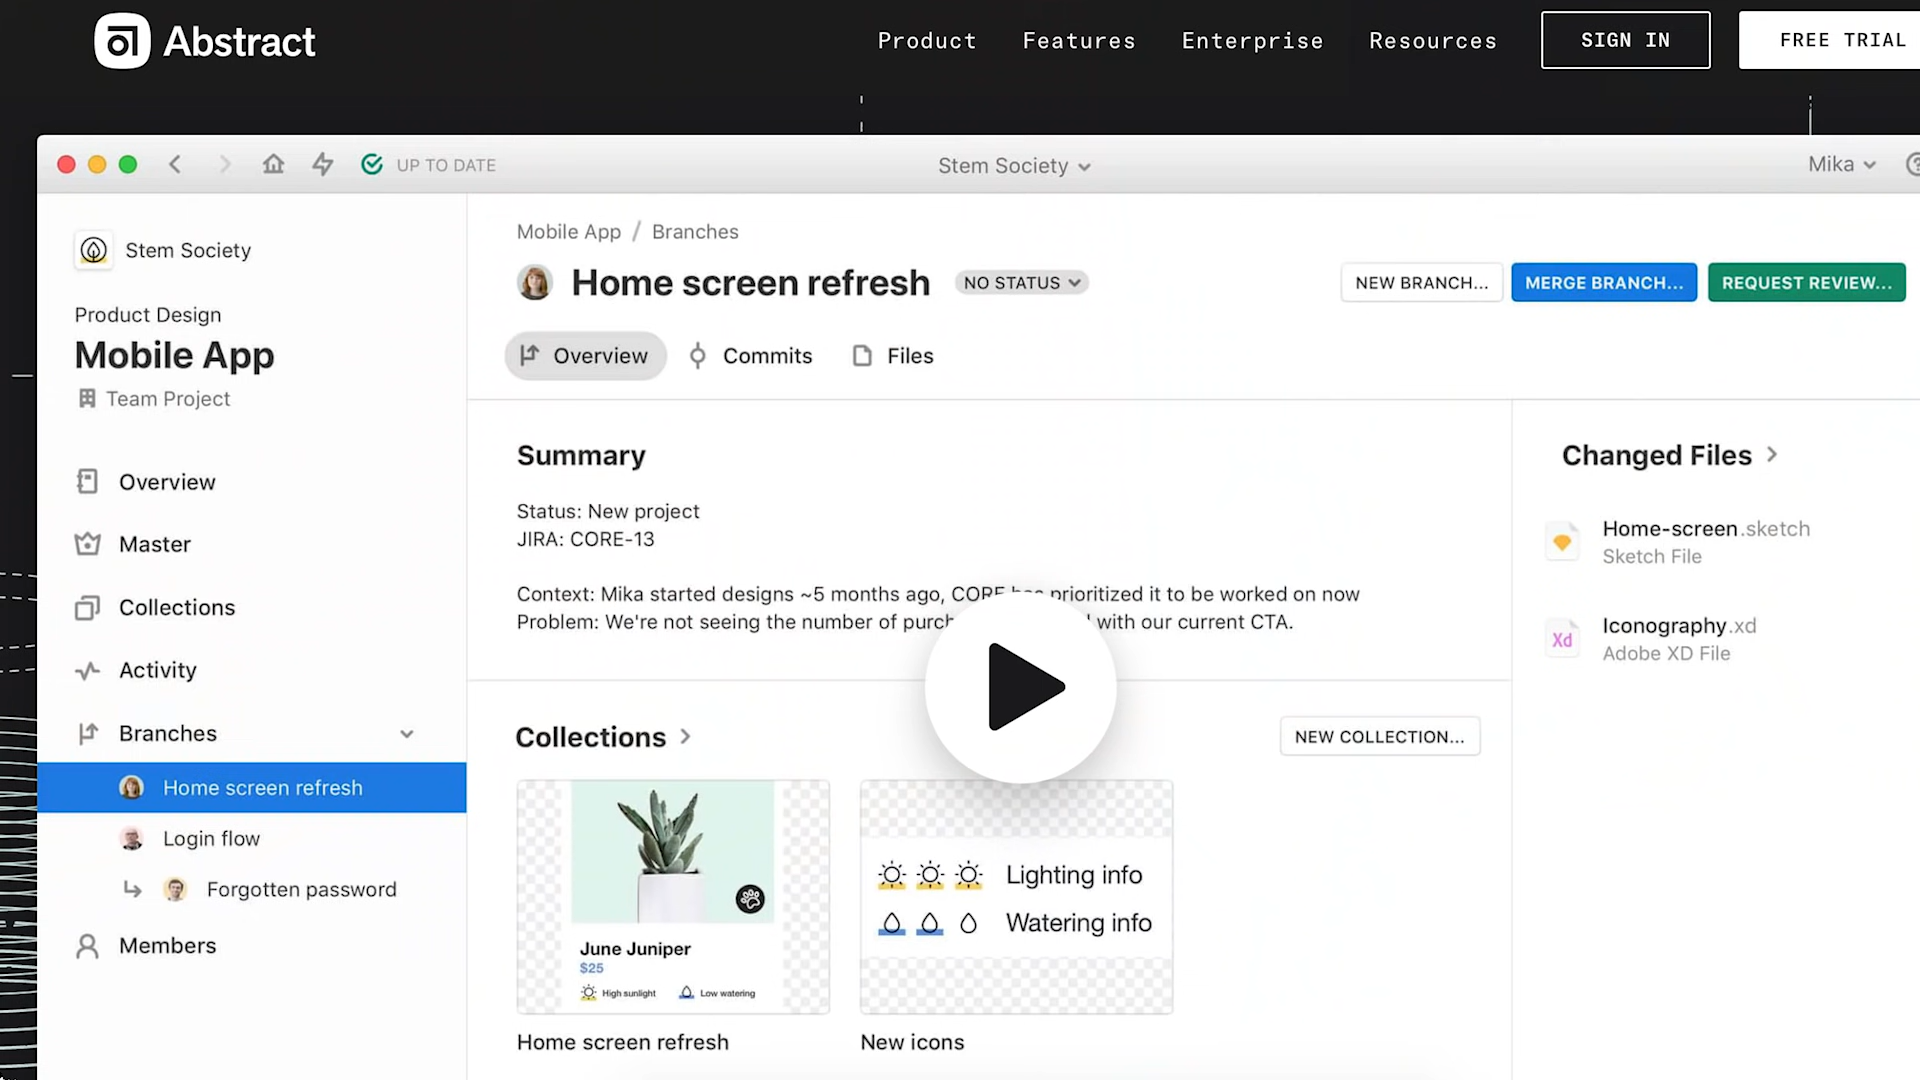 Abstract
Product Features Enterprise Resources SIGN IN FREE TRIAL
UP TO DATE
Stem Society
Mika
Stem Society
Product Design
Mobile App
Team Project
Overview
Master
Collections
Activity
Branches
Home screen refresh
Login flow
Forgotten password
Members
Mobile App / Branches
Home screen refresh NO STATUS
NEW BRANCH... MERGE BRANCH... REQUEST REVIEW...
Overview Commits Files
Summary
Status: New project
JIRA: CORE-13
Context: Mika started designs ~5 months ago, CORE prioritized it to be worked on now
Problem: We're not seeing the number of with our current CTA.
Collections
NEW COLLECTION...
June Juniper
$25
High sunlight Low watering
Home screen refresh
Lighting info
Watering info
New icons
Changed Files
Home-screen.sketch
Sketch File
Xd
Iconography.xd
Adobe XD File